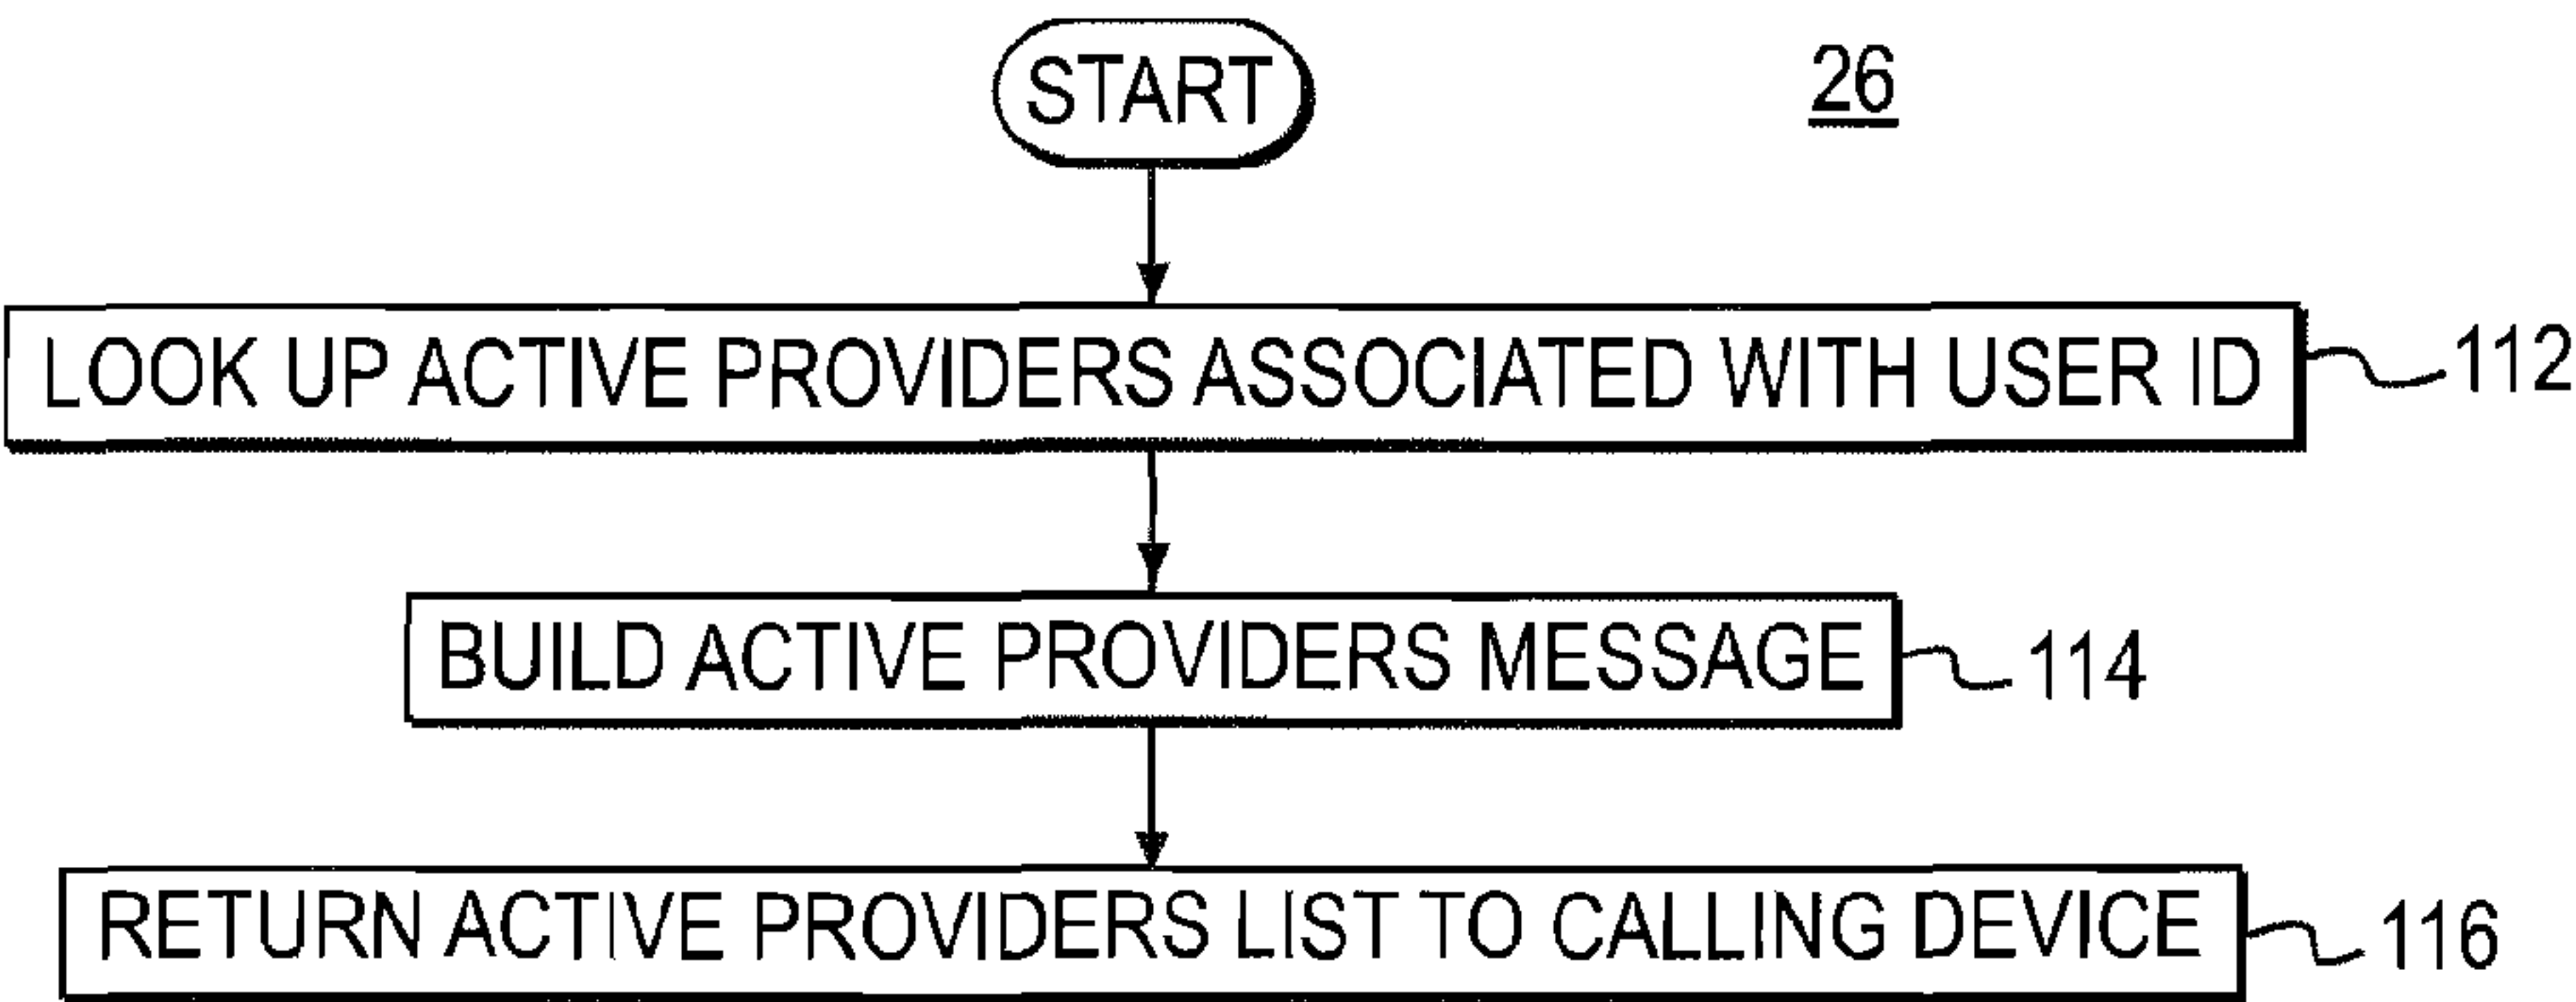 START
26
LOOK UP ACTIVE PROVIDERS ASSOCIATED WITH USER ID
112
BUILD ACTIVE PROVIDERS MESSAGE
114
RETURN ACTIVE PROVIDERS LIST TO CALLING DEVICE
116